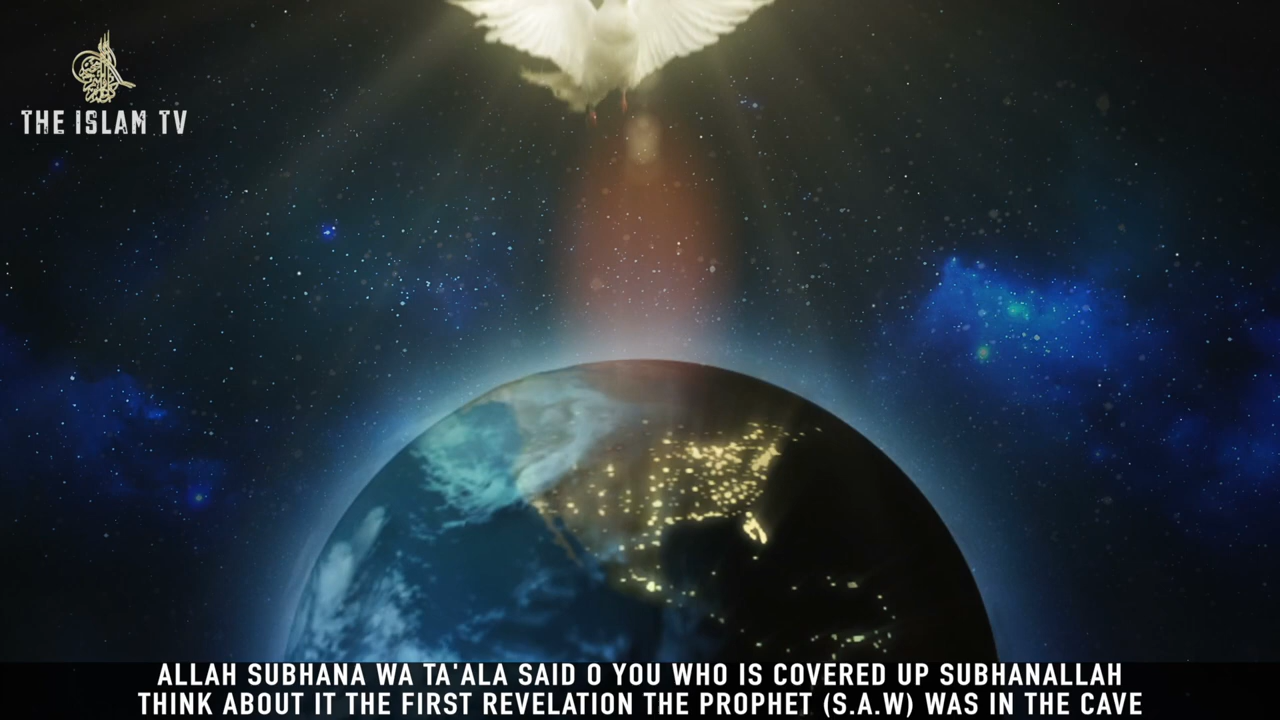 THE ISLAM TV
ALLAH SUBHANA WA TA'ALA SAID O YOU WHO IS COVERED UP SUBHANALLAH
THINK ABOUT IT THE FIRST REVELATION THE PROPHET (S.A.W) WAS IN THE CAVE